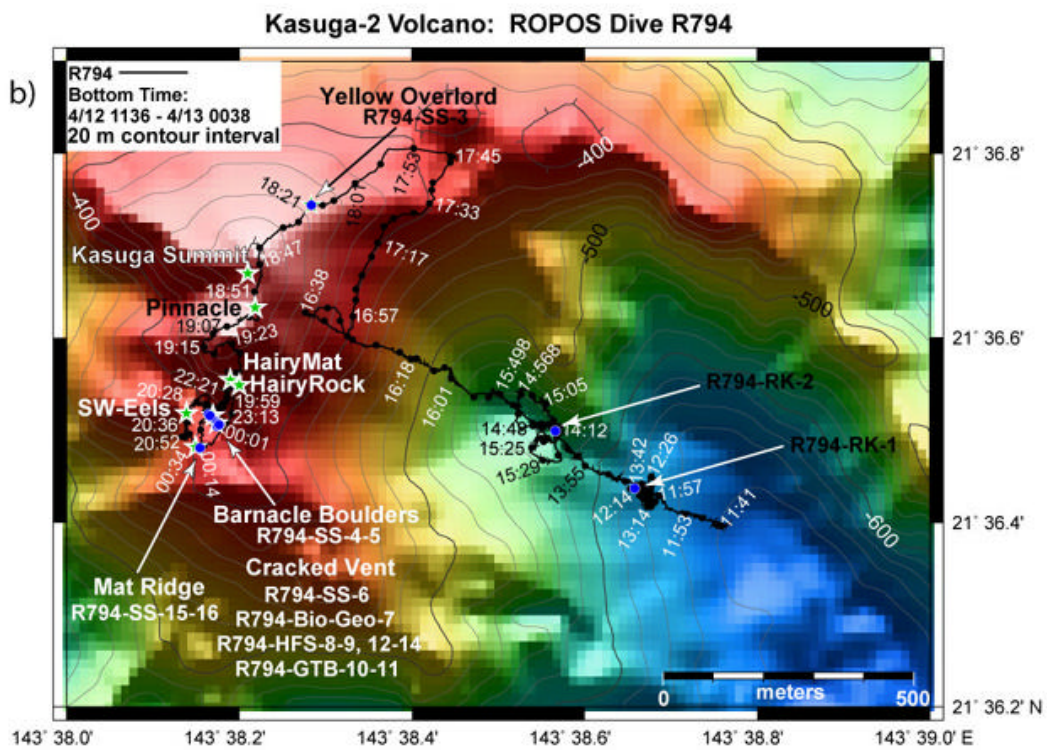 Kasuga-2 Volcano: ROPOS Dive R794
b)
R794
Bottom Time:
4/12 1136 - 4/13 0038
20 m contour interval
Yellow Overlord
R794-SS-3
-400
17:45
17:53
18:01
18:21
17:33
-400
Kasuga Summit
18:47
17:17
-500
18:51
16:38
-500
Pinnacle
16:57
19:07
19:23
19:15
HairyMat
22:21
HairyRock
16:18
16:01
15:498
14:568
15:05
R794-RK-2
20:28
19:59
SW-Eels
23:13
20:36
00:01
14:48
14:12
20:52
15:25
R794-RK-1
13:42
12:26
00:34
00:14
15:29
13:55
1:57
12:14
13:14
11:53
11:41
-600
Barnacle Boulders
R794-SS-4-5
Cracked Vent
R794-SS-6
R794-Bio-Geo-7
R794-HFS-8-9, 12-14
R794-GTB-10-11
Mat Ridge
R794-SS-15-16
0
meters
500
21° 36.8'
21° 36.6'
21° 36.4'
21° 36.2' N
143° 38.0'
143° 38.2'
143° 38.4'
143° 38.6'
143° 38.8'
143° 39.0' E